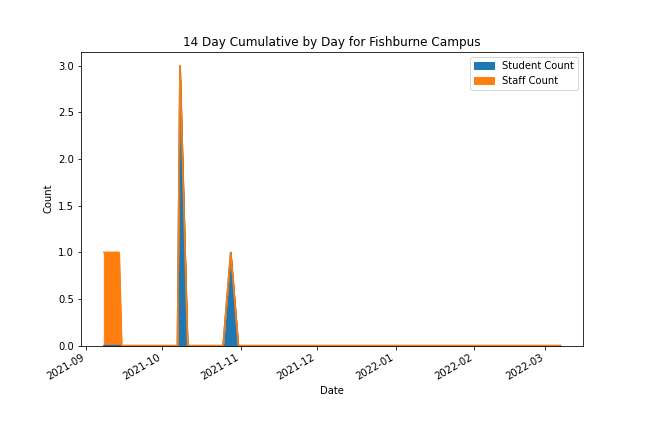 14 Day Cumulative by Day for Fishburne Campus
Student Count
Staff Count
3.0
2.5
2.0
1.5
1.0
0.5
0.0
Count
2021-09
2021-10
2021-11
2021-12
2022-01
2022-02
2022-03
Date